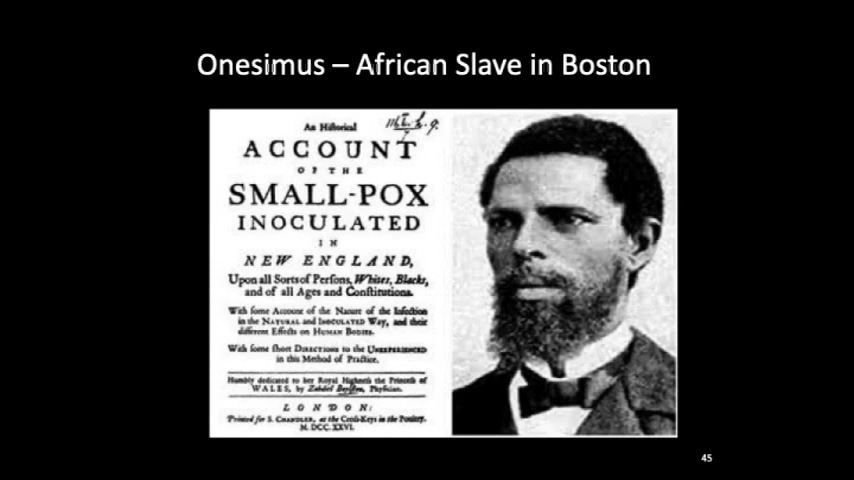 Onesimus – African Slave in Boston
An Hiſtorical
ACCOUNT
OF THE
SMALL-POX
INOCULATED
IN
NEW ENGLAND,
Upon all Sorts of Perſons, Whites, Blacks,
and of all Ages and Conſtitutions.
With ſome Account of the Nature of the Infection
in the NATURAL and INOCULATED Way, and their
different Effects on HUMAN BODIES.
With ſome ſhort DIRECTIONS to the UNEXPERIENCED
in this Method of Practice.
Humbly dedicated to her Royal Highneſs the Princeſs of
WALES, by Zabdiel Boylſton, Phyſician.
LONDON:
Printed for S. CHANDLER, at the Croſs-Keys in the Poultry.
M. DCC. XXVI.
45